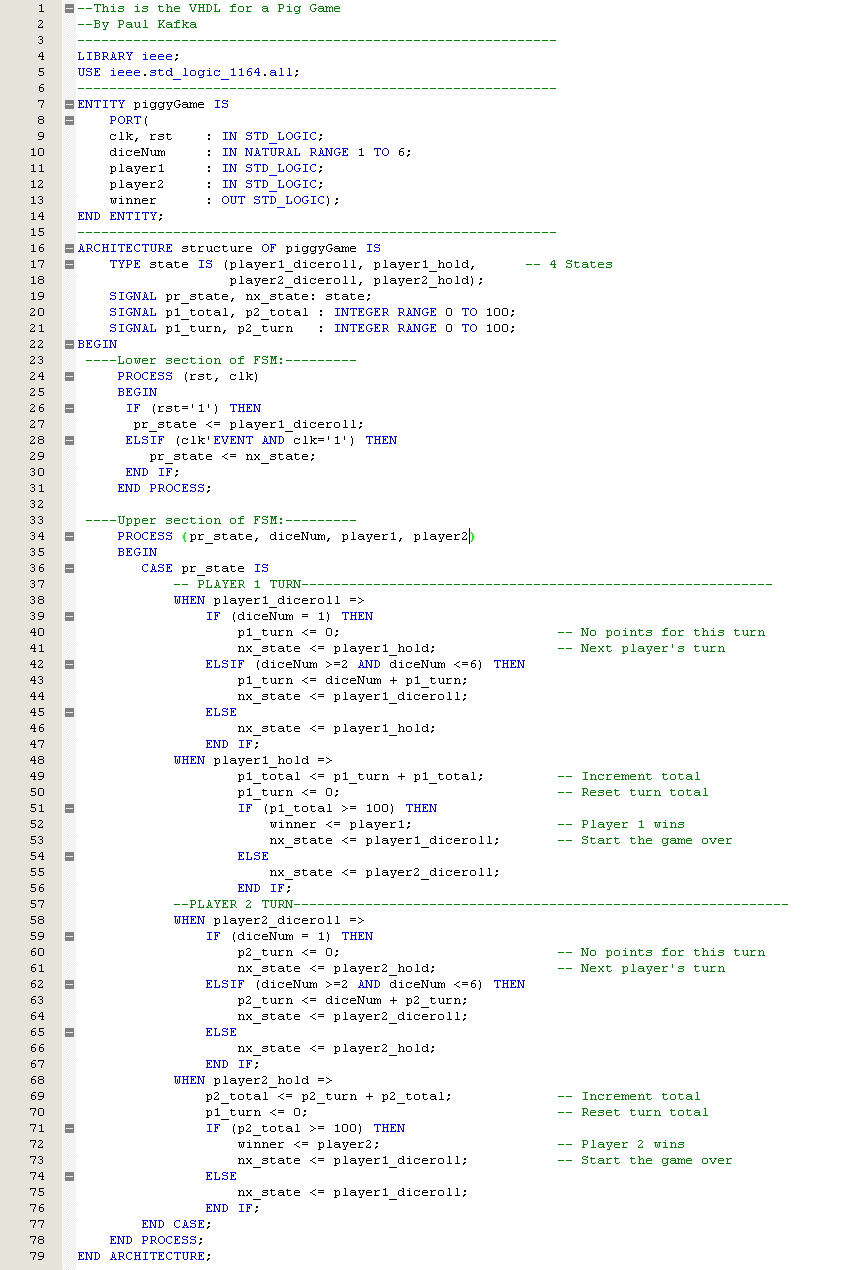 1 --This is the VHDL for a Pig Game
2 --By Paul Kafka
3 ------------------------------------------------------------
4 LIBRARY ieee;
5 USE ieee.std_logic_1164.all;
6 ------------------------------------------------------------
7 ENTITY piggyGame IS
8     PORT(
9     clk, rst    : IN STD_LOGIC;
10     diceNum     : IN NATURAL RANGE 1 TO 6;
11     player1     : IN STD_LOGIC;
12     player2     : IN STD_LOGIC;
13     winner      : OUT STD_LOGIC);
14 END ENTITY;
15 ------------------------------------------------------------
16 ARCHITECTURE structure OF piggyGame IS
17     TYPE state IS (player1_diceroll, player1_hold,      -- 4 States
18                    player2_diceroll, player2_hold);
19     SIGNAL pr_state, nx_state: state;
20     SIGNAL p1_total, p2_total : INTEGER RANGE 0 TO 100;
21     SIGNAL p1_turn, p2_turn   : INTEGER RANGE 0 TO 100;
22 BEGIN
23  ----Lower section of FSM:---------
24      PROCESS (rst, clk)
25      BEGIN
26       IF (rst='1') THEN
27        pr_state <= player1_diceroll;
28       ELSIF (clk'EVENT AND clk='1') THEN
29          pr_state <= nx_state;
30       END IF;
31      END PROCESS;
32
33  ----Upper section of FSM:---------
34      PROCESS (pr_state, diceNum, player1, player2)
35      BEGIN
36         CASE pr_state IS
37             -- PLAYER 1 TURN-----------------------------------------------------------
38             WHEN player1_diceroll =>
39                 IF (diceNum = 1) THEN
40                     p1_turn <= 0;                           -- No points for this turn
41                     nx_state <= player1_hold;               -- Next player's turn
42                 ELSIF (diceNum >=2 AND diceNum <=6) THEN
43                     p1_turn <= diceNum + p1_turn;
44                     nx_state <= player1_diceroll;
45                 ELSE
46                     nx_state <= player1_hold;
47                 END IF;
48             WHEN player1_hold =>
49                     p1_total <= p1_turn + p1_total;         -- Increment total
50                     p1_turn <= 0;                           -- Reset turn total
51                     IF (p1_total >= 100) THEN
52                         winner <= player1;                  -- Player 1 wins
53                         nx_state <= player1_diceroll;       -- Start the game over
54                     ELSE
55                         nx_state <= player2_diceroll;
56                     END IF;
57             --PLAYER 2 TURN--------------------------------------------------------------
58             WHEN player2_diceroll =>
59                 IF (diceNum = 1) THEN
60                     p2_turn <= 0;                           -- No points for this turn
61                     nx_state <= player2_hold;               -- Next player's turn
62                 ELSIF (diceNum >=2 AND diceNum <=6) THEN
63                     p2_turn <= diceNum + p2_turn;
64                     nx_state <= player2_diceroll;
65                 ELSE
66                     nx_state <= player2_hold;
67                 END IF;
68             WHEN player2_hold =>
69                 p2_total <= p2_turn + p2_total;             -- Increment total
70                 p1_turn <= 0;                               -- Reset turn total
71                 IF (p2_total >= 100) THEN
72                     winner <= player2;                      -- Player 2 wins
73                     nx_state <= player1_diceroll;           -- Start the game over
74                 ELSE
75                     nx_state <= player1_diceroll;
76                 END IF;
77         END CASE;
78     END PROCESS;
79 END ARCHITECTURE;